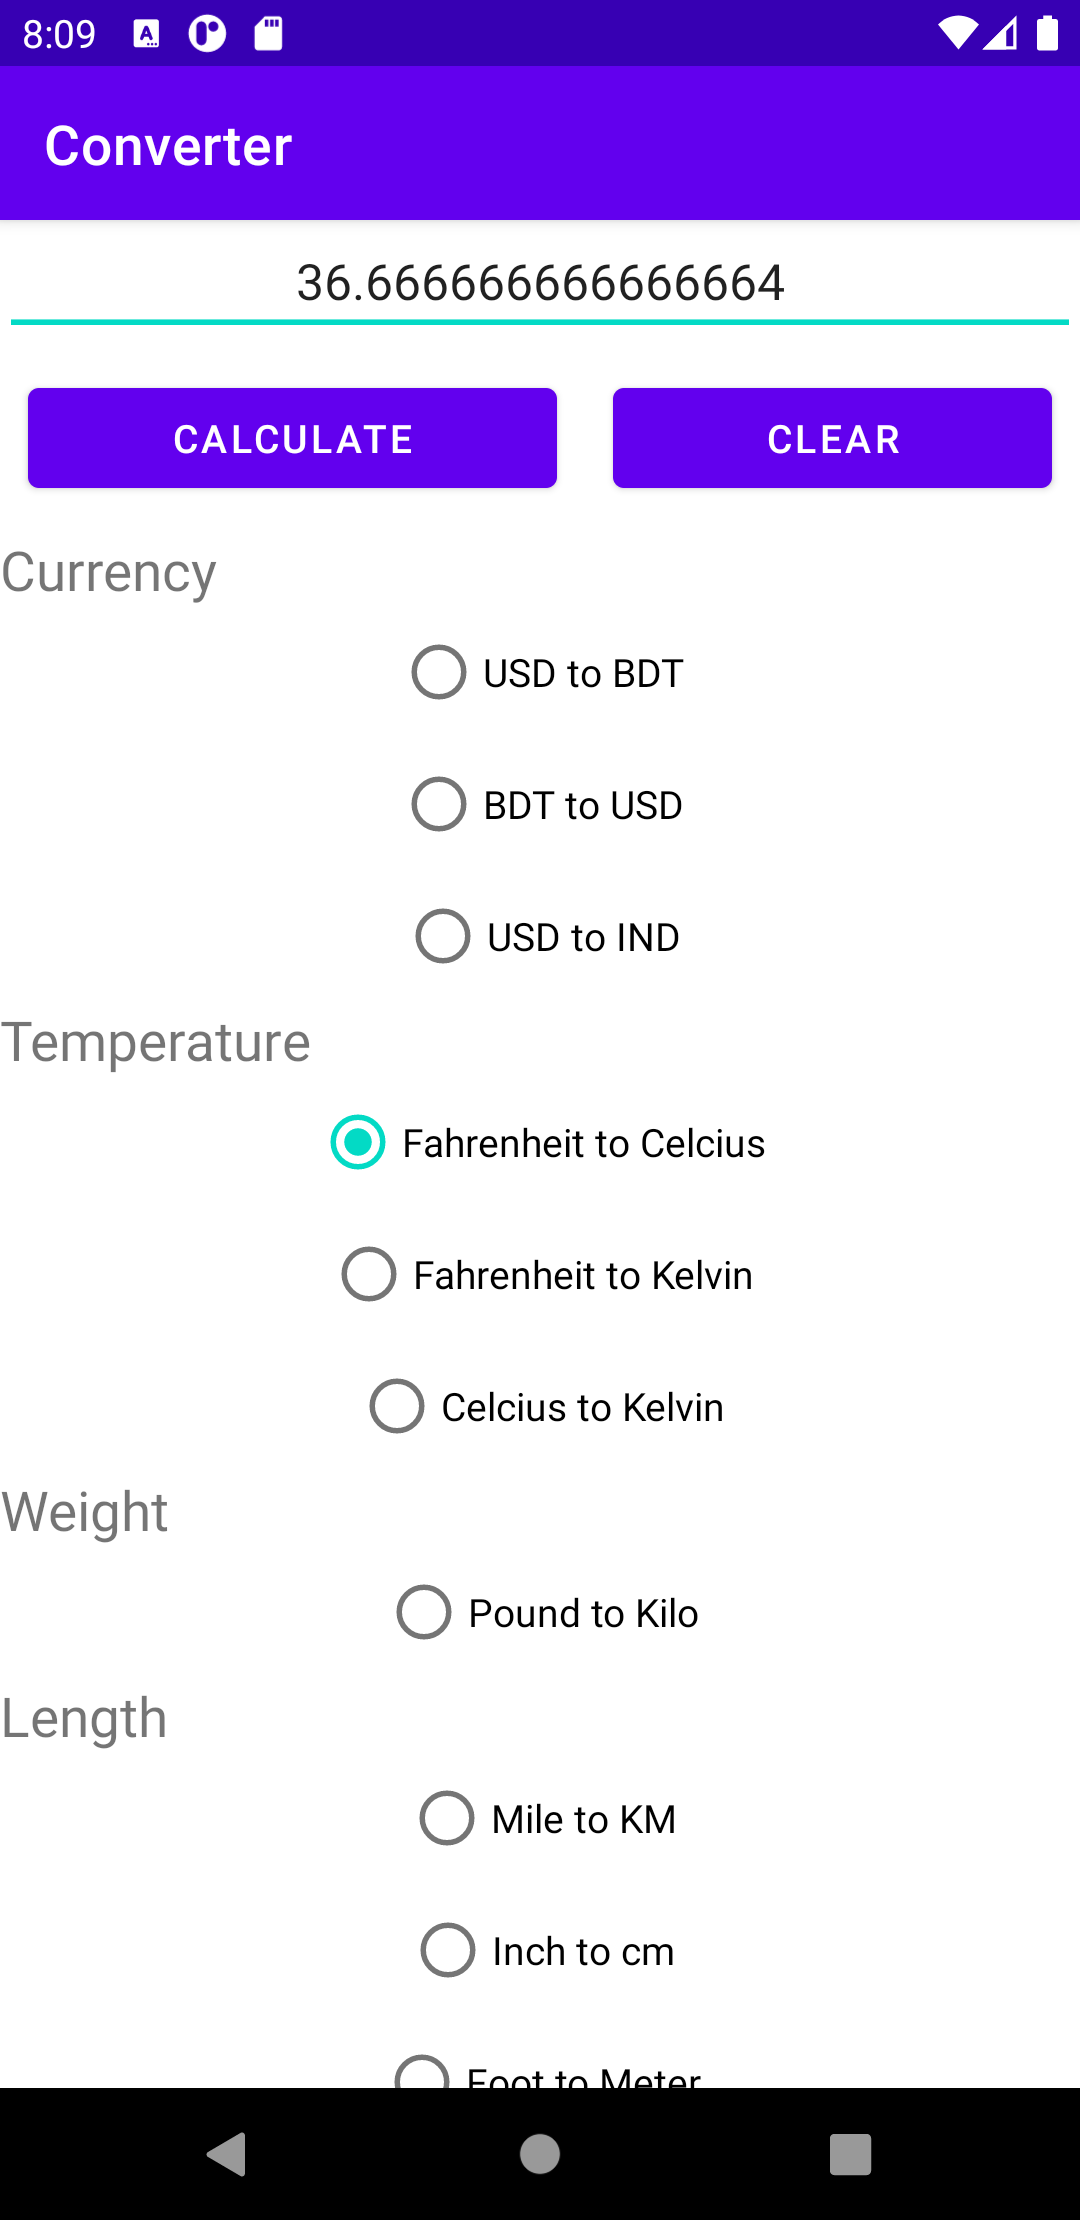 8:09
Converter
36.666666666666664
CALCULATE CLEAR
Currency
USD to BDT
BDT to USD
USD to IND
Temperature
Fahrenheit to Celcius
Fahrenheit to Kelvin
Celcius to Kelvin
Weight
Pound to Kilo
Length
Mile to KM
Inch to cm
Foot to Meter